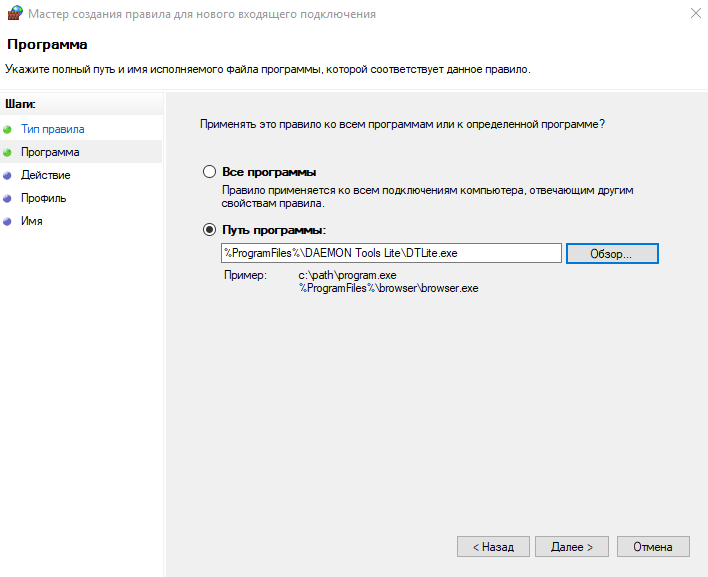 Мастер создания правила для нового входящего подключения
Программа
Укажите полный путь и имя исполняемого файла программы, которой соответствует данное правило.
Шаги:
Тип правила
Программа
Действие
Профиль
Имя
Применять это правило ко всем программам или к определенной программе?
Все программы
Правило применяется ко всем подключениям компьютера, отвечающим другим
свойствам правила.
Путь программы:
%ProgramFiles%\DAEMON Tools Lite\DTLite.exe
Обзор...
Пример:
c:\path\program.exe
%ProgramFiles%\browser\browser.exe
< Назад
Далее >
Отмена